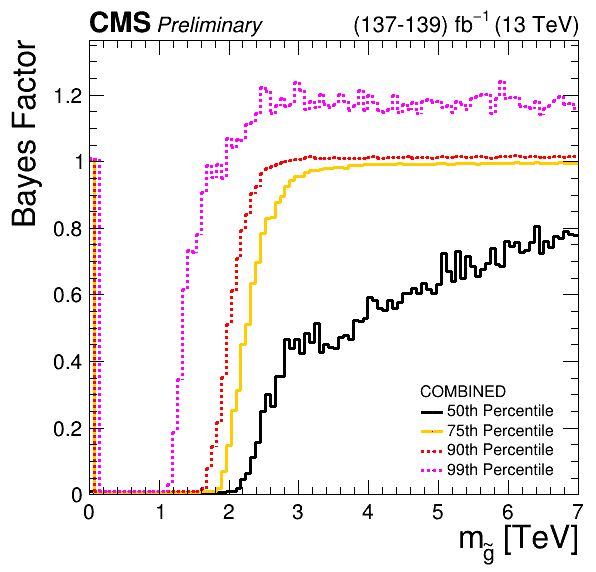 CMS Preliminary (137-139) fb⁻¹ (13 TeV)
Bayes Factor
1.2
1
0.8
0.6
0.4
0.2
0
COMBINED
50th Percentile
75th Percentile
90th Percentile
99th Percentile
0 1 2 3 4 5 6 7
m_g̃ [TeV]